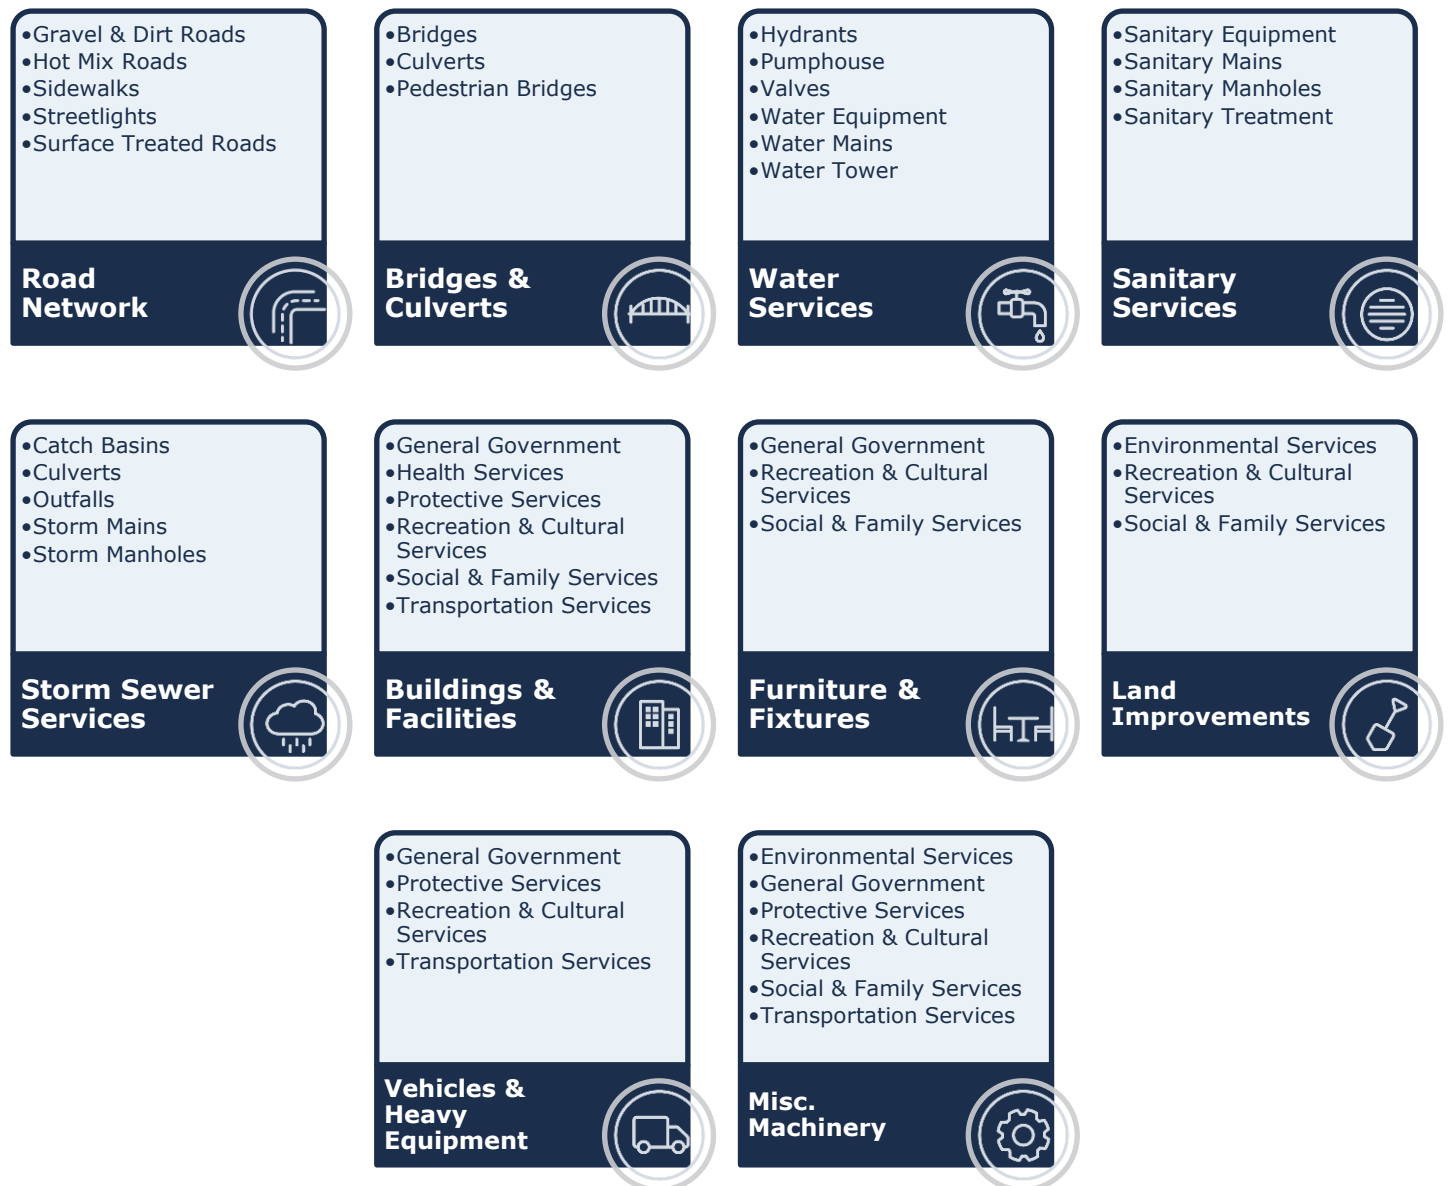 •Gravel & Dirt Roads
•Hot Mix Roads
•Sidewalks
•Streetlights
•Surface Treated Roads
Road
Network
•Bridges
•Culverts
•Pedestrian Bridges
Bridges &
Culverts
•Hydrants
•Pumphouse
•Valves
•Water Equipment
•Water Mains
•Water Tower
Water
Services
•Sanitary Equipment
•Sanitary Mains
•Sanitary Manholes
•Sanitary Treatment
Sanitary
Services
•Catch Basins
•Culverts
•Outfalls
•Storm Mains
•Storm Manholes
Storm Sewer
Services
•General Government
•Health Services
•Protective Services
•Recreation & Cultural
Services
•Social & Family Services
•Transportation Services
Buildings &
Facilities
•General Government
•Recreation & Cultural
Services
•Social & Family Services
Furniture &
Fixtures
•Environmental Services
•Recreation & Cultural
Services
•Social & Family Services
Land
Improvements
•General Government
•Protective Services
•Recreation & Cultural
Services
•Transportation Services
Vehicles &
Heavy
Equipment
•Environmental Services
•General Government
•Protective Services
•Recreation & Cultural
Services
•Social & Family Services
•Transportation Services
Misc.
Machinery